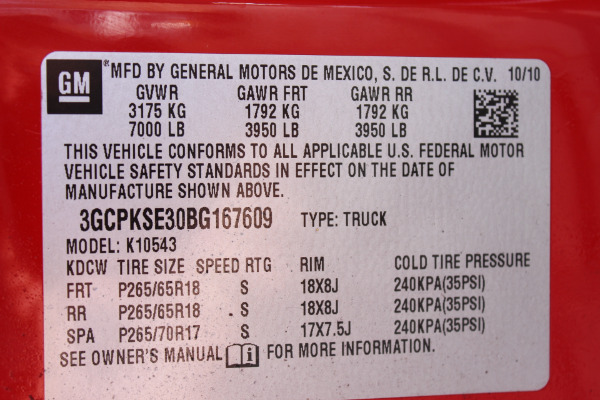 GM ® MFD BY GENERAL MOTORS DE MEXICO, S. DE R.L. DE C.V. 10/10
GVWR GAWR FRT GAWR RR
3175 KG 1792 KG 1792 KG
7000 LB 3950 LB 3950 LB
THIS VEHICLE CONFORMS TO ALL APPLICABLE U.S. FEDERAL MOTOR
VEHICLE SAFETY STANDARDS IN EFFECT ON THE DATE OF
MANUFACTURE SHOWN ABOVE.
3GCPKSE30BG167609 TYPE: TRUCK
MODEL: K10543
KDCW TIRE SIZE SPEED RTG RIM COLD TIRE PRESSURE
FRT P265/65R18 S 18X8J 240KPA(35PSI)
RR P265/65R18 S 18X8J 240KPA(35PSI)
SPA P265/70R17 S 17X7.5J 240KPA(35PSI)
SEE OWNER'S MANUAL i FOR MORE INFORMATION.